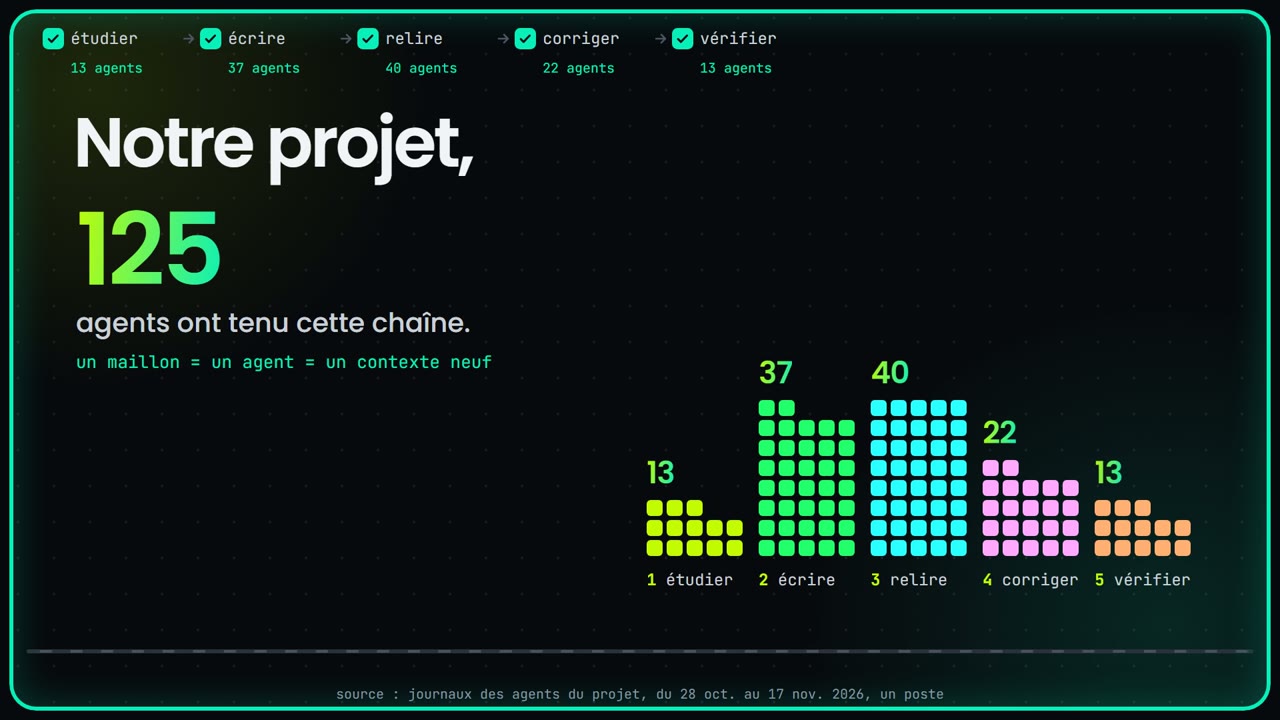 étudier → écrire → relire → corriger → vérifier
13 agents 37 agents 40 agents 22 agents 13 agents
Notre projet,
125
agents ont tenu cette chaîne.
un maillon = un agent = un contexte neuf
37 40
22
13 13
1 étudier 2 écrire 3 relire 4 corriger 5 vérifier
source : journaux des agents du projet, du 28 oct. au 17 nov. 2026, un poste